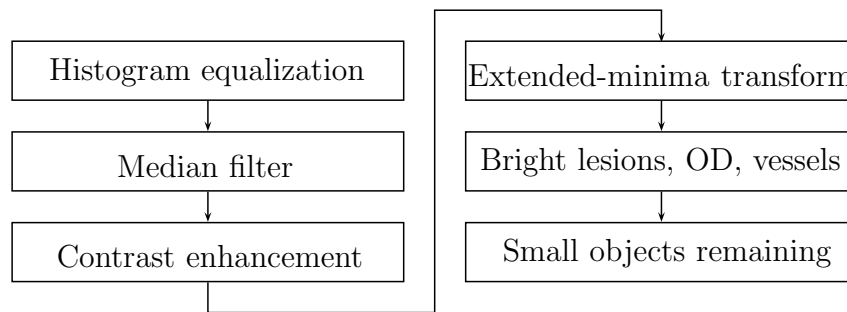 Histogram equalization
Median filter
Contrast enhancement
Extended-minima transform
Bright lesions, OD, vessels
Small objects remaining